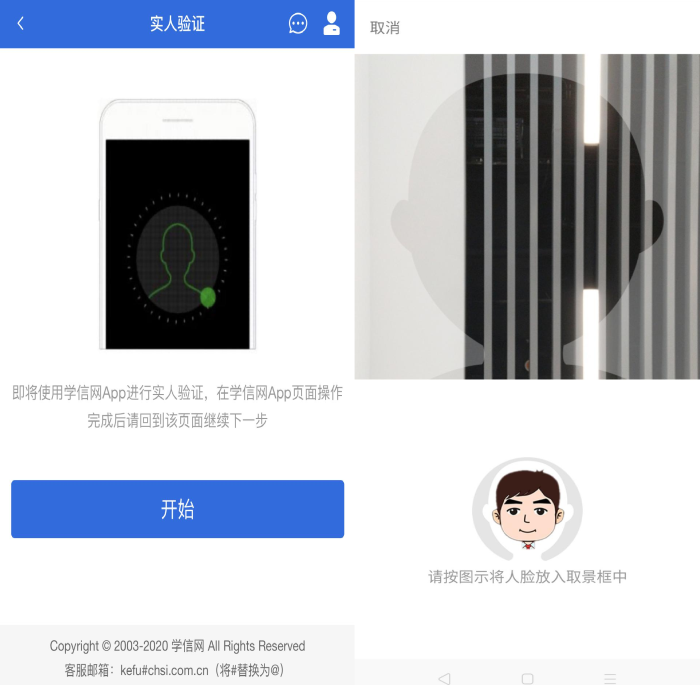 实人验证
即将使用学信网App进行实人验证，在学信网App页面操作
完成后请回到该页面继续下一步
开始
Copyright © 2003-2020 学信网 All Rights Reserved
客服邮箱：kefu#chsi.com.cn（将#替换为@）
取消
请按图示将人脸放入取景框中